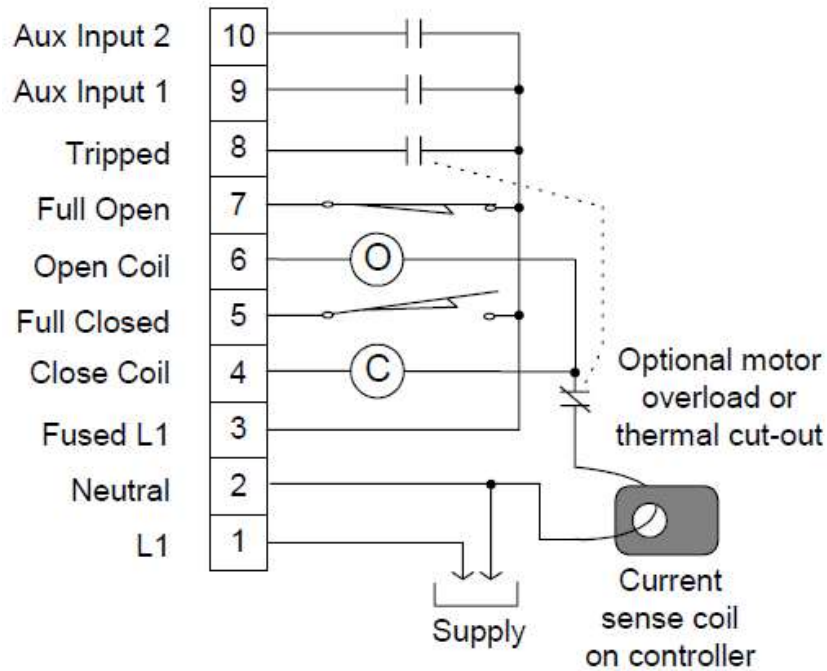 Aux Input 2 10
Aux Input 1 9
Tripped 8
Full Open 7
Open Coil 6 O
Full Closed 5
Close Coil 4 C
Fused L1 3
Neutral 2
L1 1
Supply
Optional motor
overload or
thermal cut-out
Current
sense coil
on controller